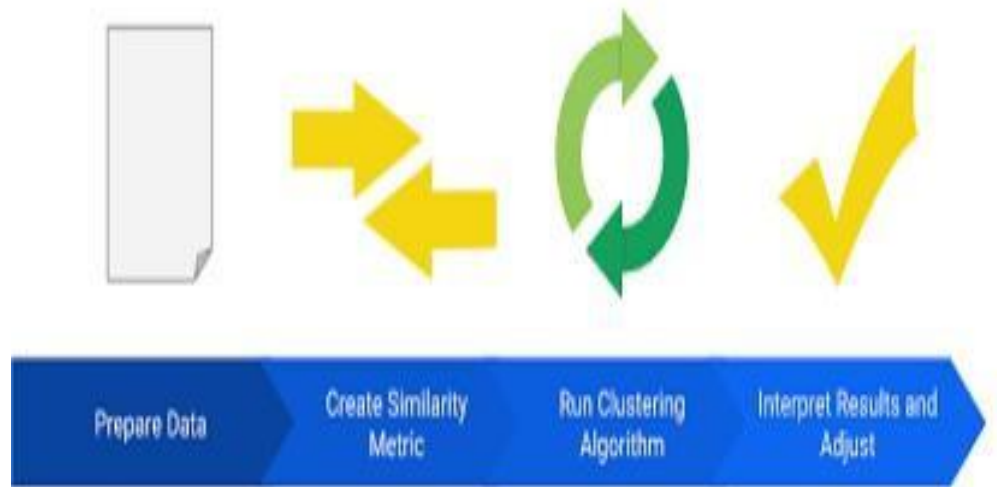 Prepare Data
Create Similarity
Metric
Run Clustering
Algorithm
Interpret Results and
Adjust